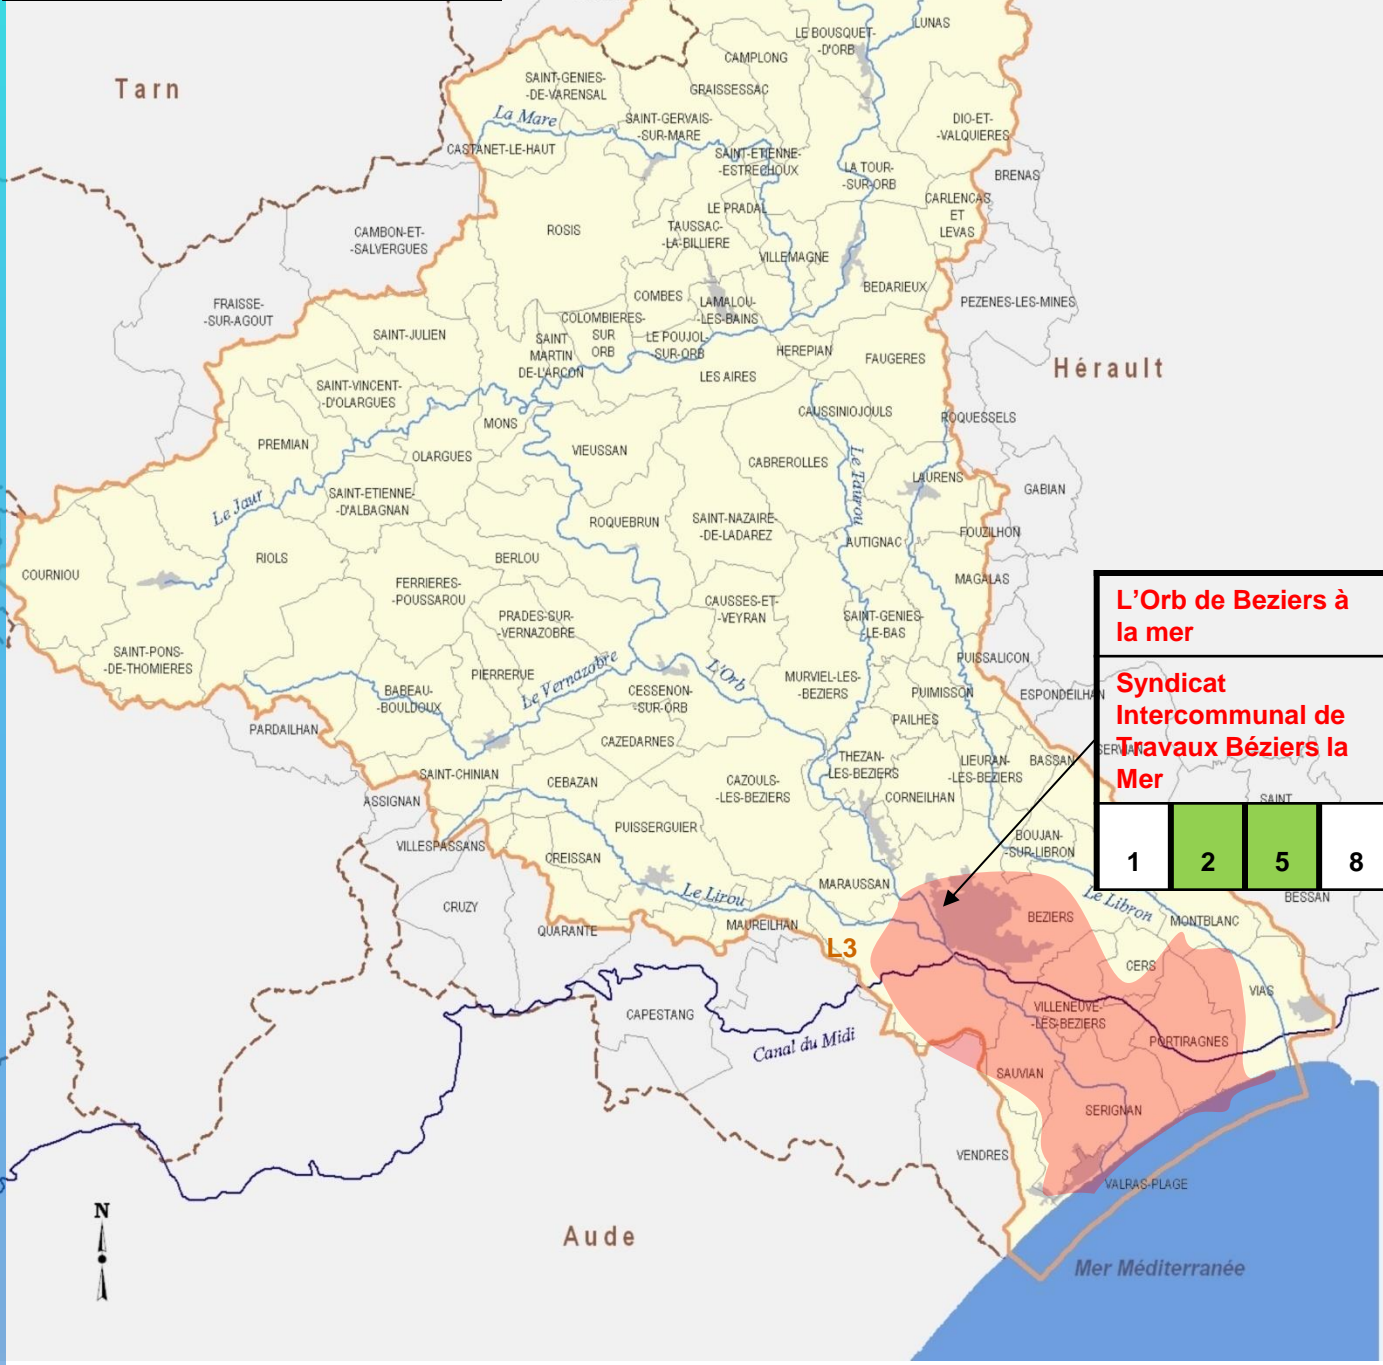 LUNAS
LE BOUSQUET-
-D'ORB
CAMPLONG
Tarn
SAINT-GENIES-
-DE-VARENSAL
GRAISSESSAC
La Mare
SAINT-GERVAIS-
-SUR-MARE
DIO-ET-
-VALQUIERES
CASTANET-LE-HAUT
SAINT-ETIENNE-
-ESTRECHOUX
LA TOUR-
-SUR-ORB
BRENAS
CARLENCAS
ET
LEVAS
LE PRADAL
TAUSSAC-
-LA-BILLIERE
ROSIS
CAMBON-ET-
-SALVERGUES
VILLEMAGNE
BEDARIEUX
PEZENES-LES-MINES
FRAISSE-
-SUR-AGOUT
COMBES
LAMALOU-
-LES-BAINS
COLOMBIERES-
SUR
ORB
SAINT-JULIEN
SAINT
MARTIN
DE-L'ARCON
LE POUJOL-
-SUR-ORB
HEREPIAN
FAUGERES
Hérault
LES AIRES
SAINT-VINCENT-
-D'OLARGUES
CAUSSINIOJOULS
ROQUESSELS
MONS
PREMIAN
OLARGUES
VIEUSSAN
CABREROLLES
Le Taurou
LAURENS
GABIAN
Le Jaur
SAINT-ETIENNE-
-D'ALBAGNAN
ROQUEBRUN
SAINT-NAZAIRE-
-DE-LADAREZ
AUTIGNAC
FOUZILHON
RIOLS
BERLOU
COURNIOU
FERRIERES-
-POUSSAROU
MAGALAS
CAUSSES-ET-
-VEYRAN
PRADES-SUR-
-VERNAZOBRE
SAINT-GENIES-
-LE-BAS
L'Orb de Beziers à
la mer
SAINT-PONS-
-DE-THOMIERES
PUISSALICON
PIERRERUE
Le Vernazobre
L'Orb
MURVIEL-LES-
-BEZIERS
BABEAU-
-BOULDOUX
CESSENON-
-SUR-ORB
PUIMISSON
ESPONDEILHAN
Syndicat
Intercommunal de
Travaux Béziers la
Mer
PAILHES
PARDAILHAN
CAZEDARNES
SERVIAN
THEZAN-
-LES-BEZIERS
LIEURAN-
-LES-BEZIERS
BASSAN
SAINT-CHINIAN
CEBAZAN
CAZOULS-
-LES-BEZIERS
CORNEILHAN
SAINT
ASSIGNAN
PUISSERGUIER
BOUJAN-
-SUR-LIBRON
VILLESPASSANS
CREISSAN
1 2 5 8
MARAUSSAN
Le Lirou
Le Libron
BESSAN
CRUZY
BEZIERS
MONTBLANC
QUARANTE
MAUREILHAN
L3
CERS
VIAS
CAPESTANG
VILLENEUVE-
-LES-BEZIERS
Canal du Midi
PORTIRAGNES
SAUVIAN
SERIGNAN
VENDRES
VALRAS-PLAGE
N
Aude
Mer Méditerranée